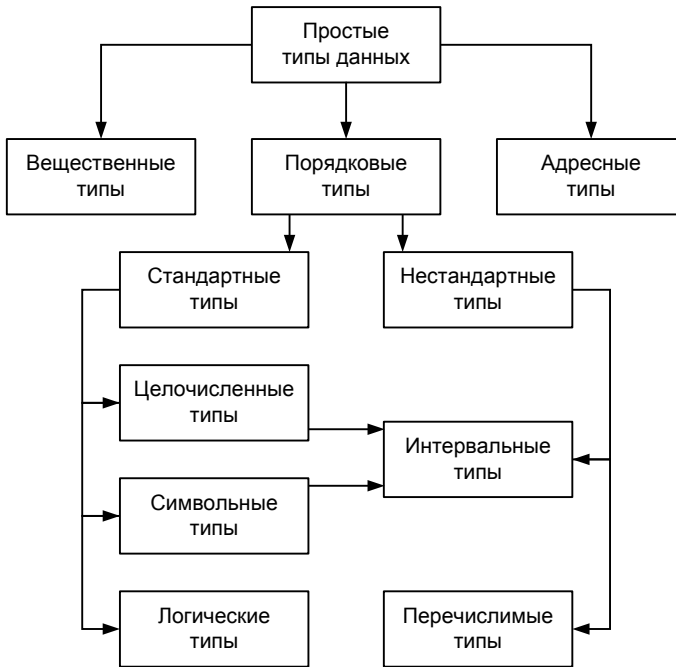 Простые
типы данных
Вещественные
типы
Порядковые
типы
Адресные
типы
Стандартные
типы
Нестандартные
типы
Целочисленные
типы
Интервальные
типы
Символьные
типы
Логические
типы
Перечислимые
типы